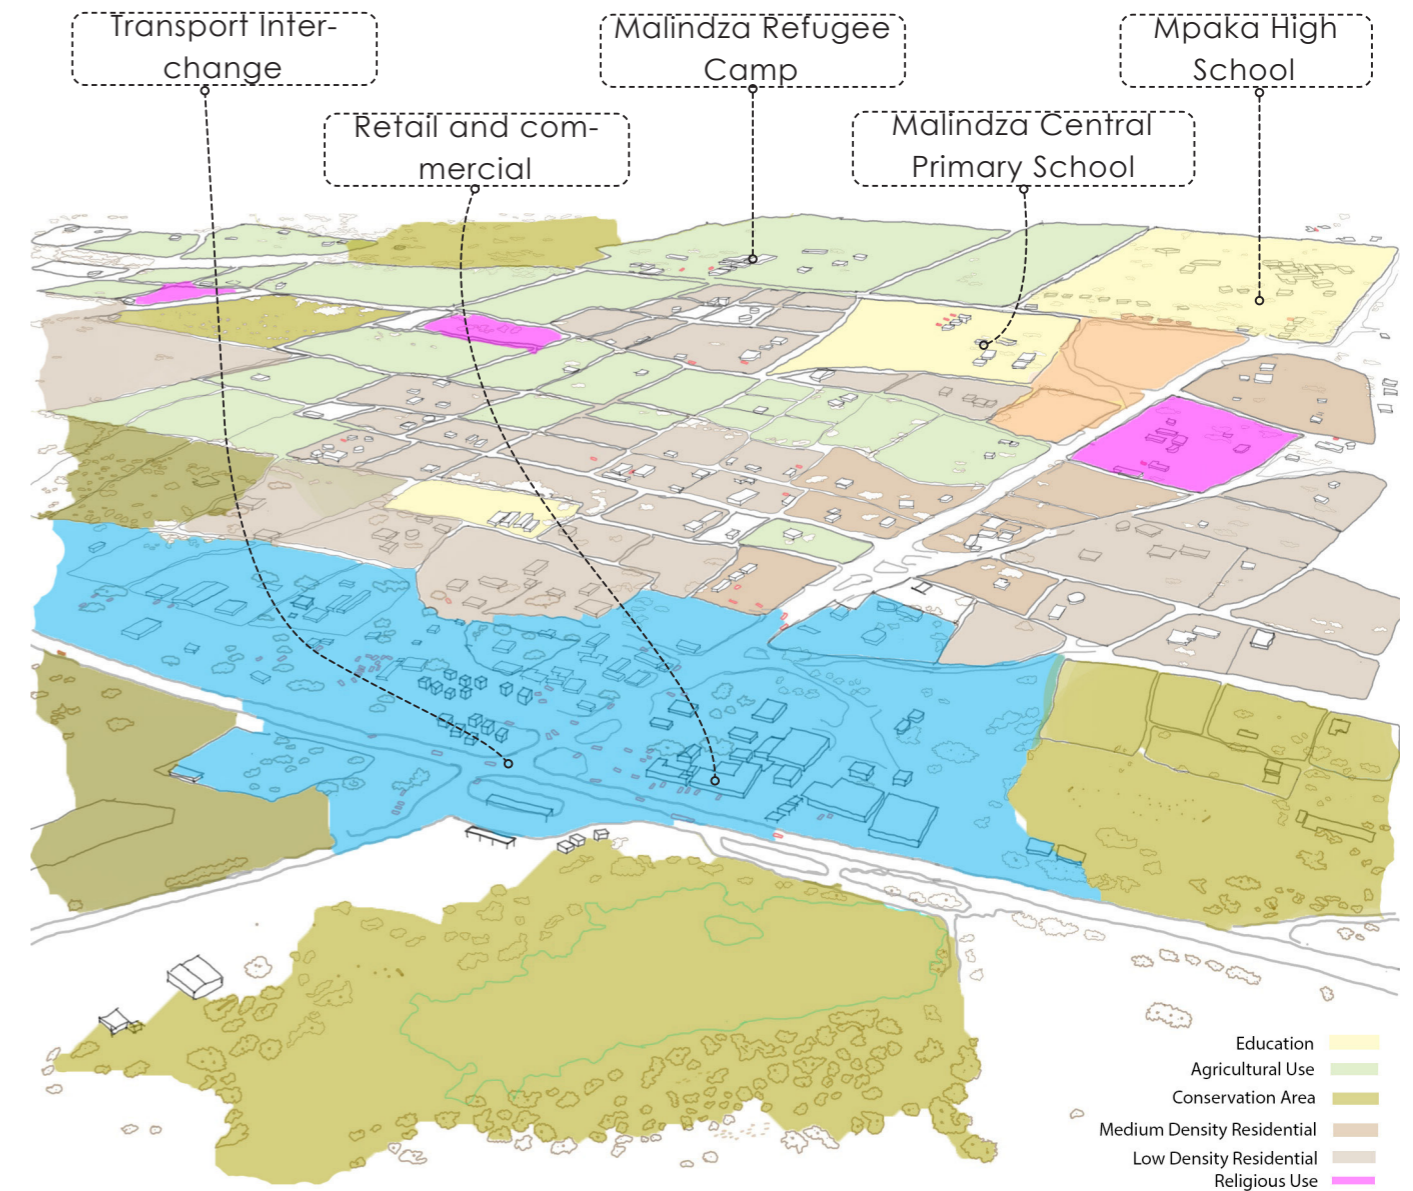 Transport Inter-
change
Malindza Refugee
Camp
Mpaka High
School
Retail and com-
mercial
Malindza Central
Primary School
Education
Agricultural Use
Conservation Area
Medium Density Residential
Low Density Residential
Religious Use